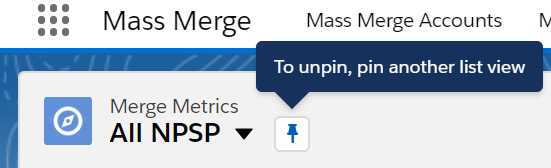 Mass Merge
Mass Merge Accounts
M
To unpin, pin another list view
Merge Metrics
All NPSP